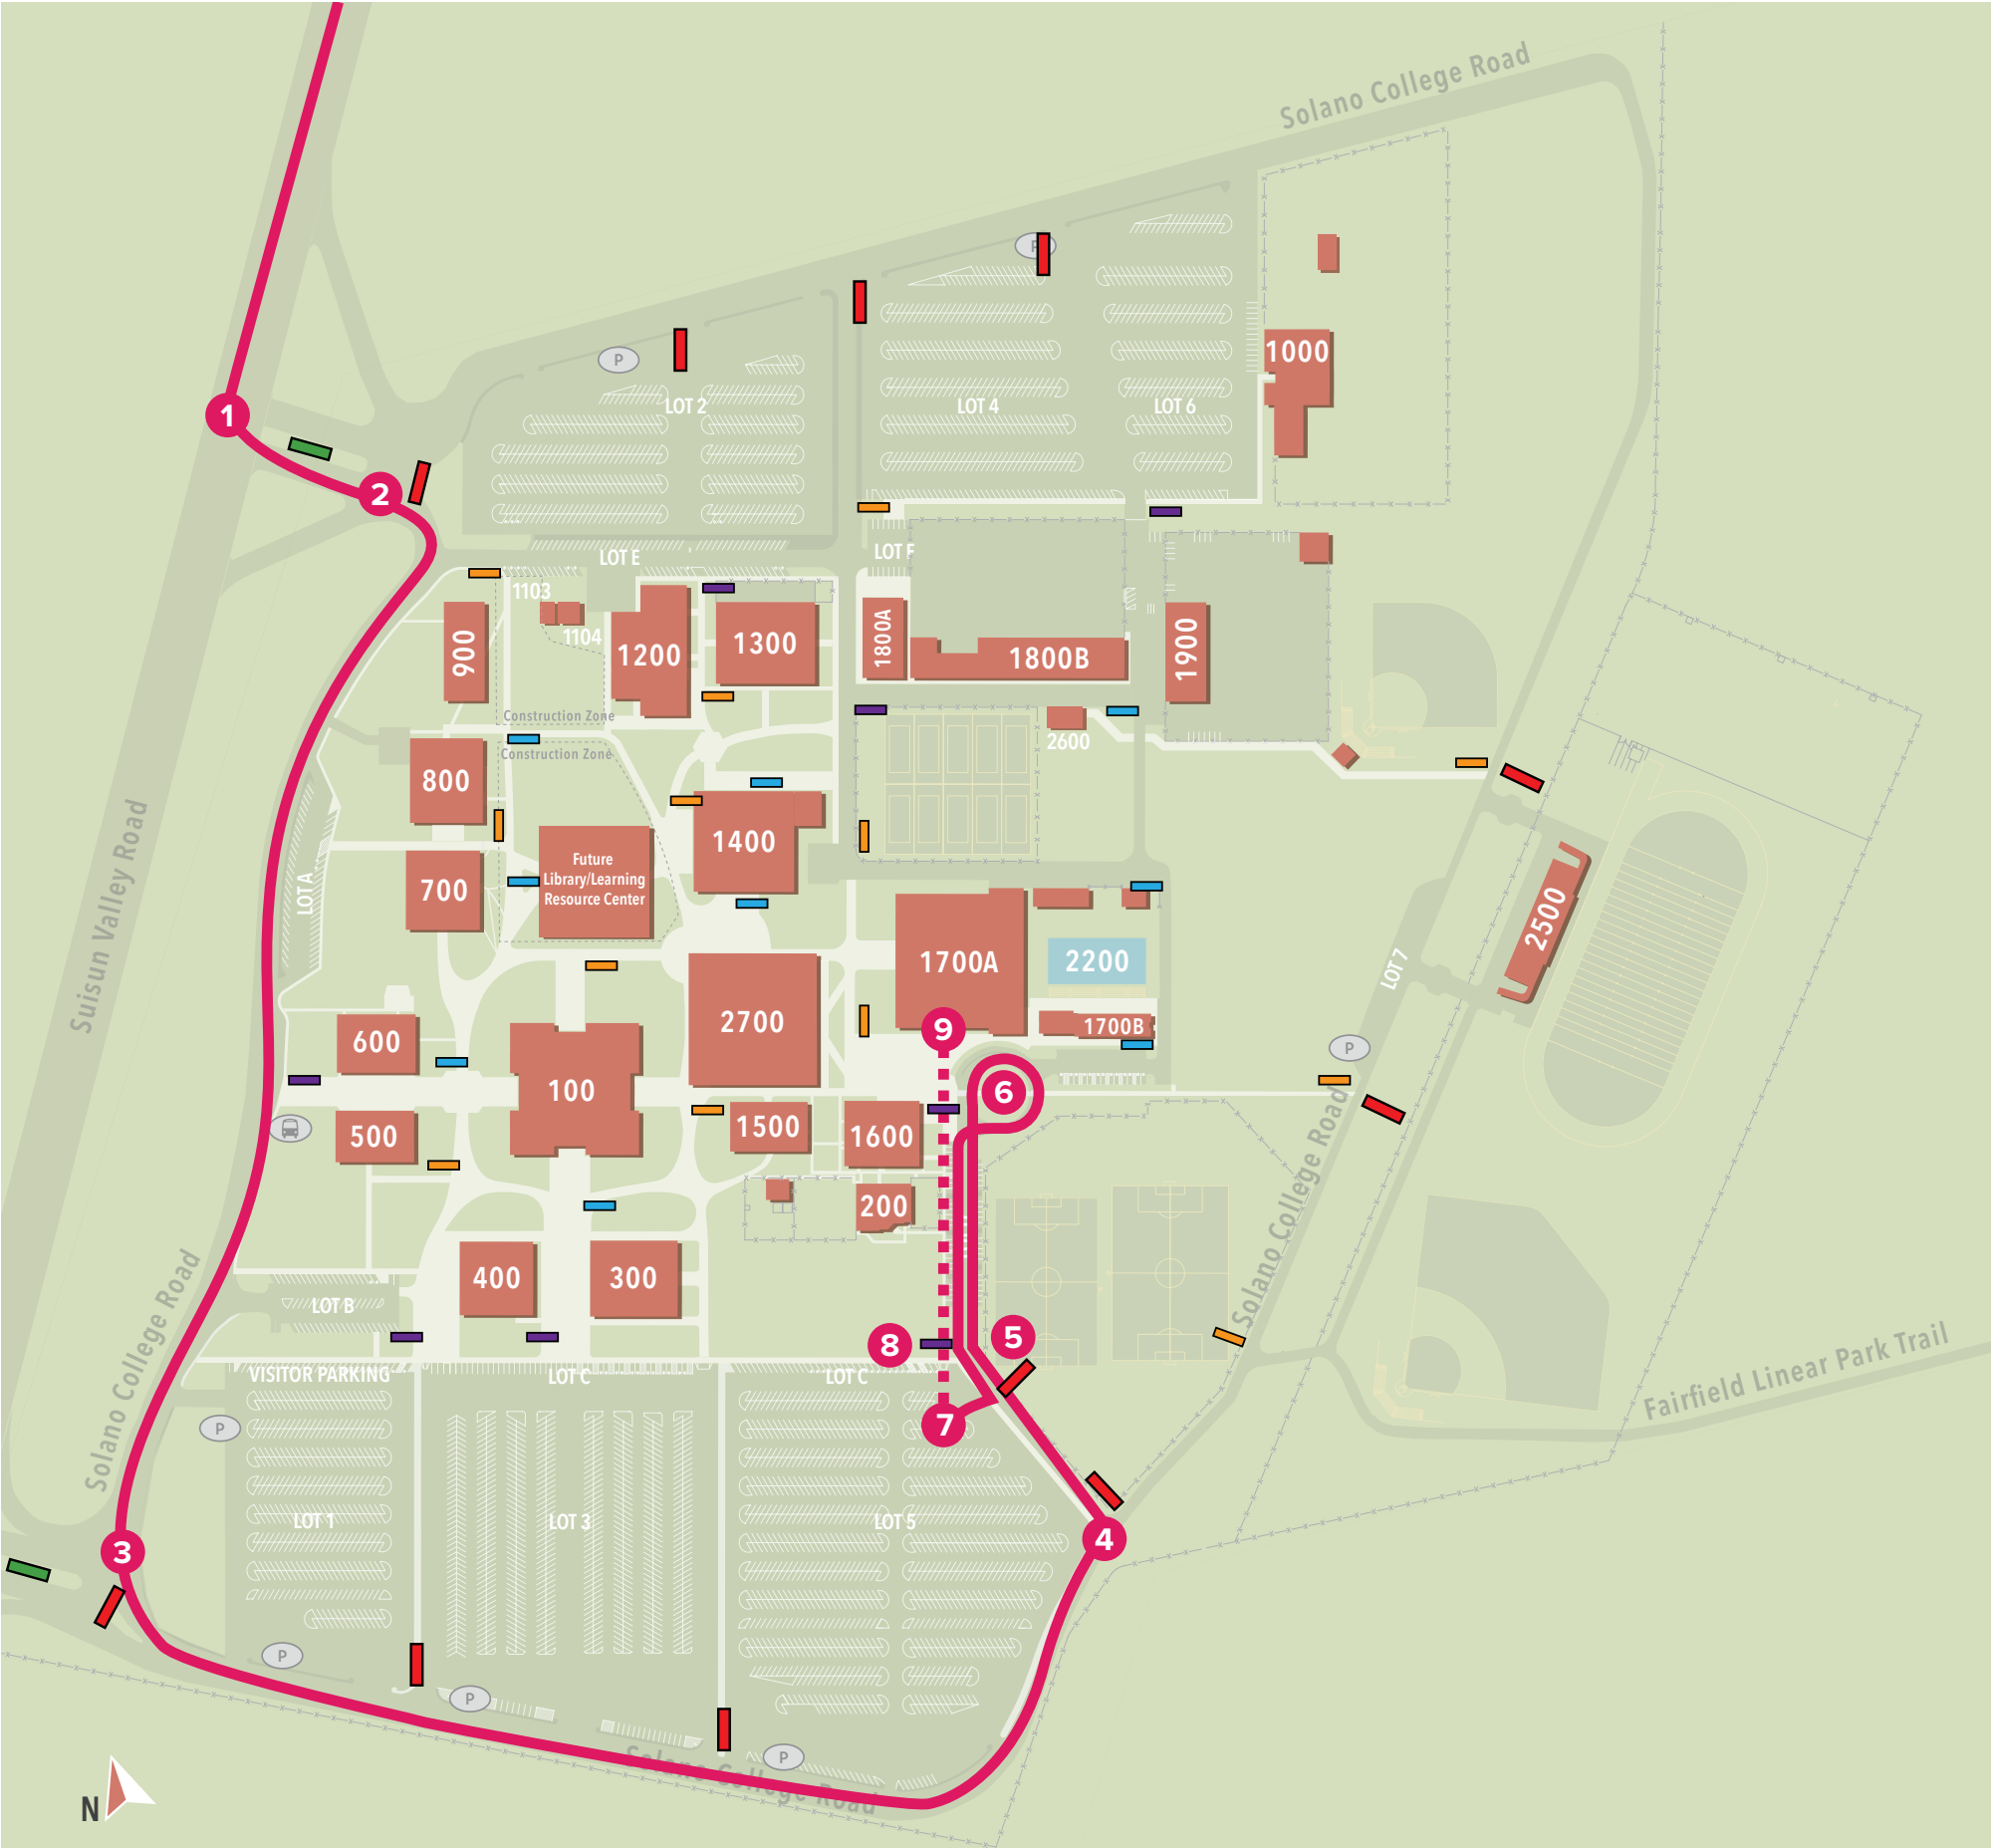 Solano College Road
P
P
1000
LOT 2
LOT 4
LOT 6
1
2
LOT E
LOT F
1103
1104
900
1200
1300
1800A
1800B
1900
Construction Zone
Construction Zone
2600
800
1400
700
Future
Library/Learning
Resource Center
LOT A
Suisun Valley Road
2500
1700A
2200
LOT 7
2700
9
1700B
P
600
100
6
500
1500
1600
200
Solano College Road
400
300
LOT B
Solano College Road
8
5
VISITOR PARKING
LOT C
LOT C
Fairfield Linear Park Trail
P
7
LOT 1
LOT 3
LOT 5
4
3
P
P
P
Solano College Road
N